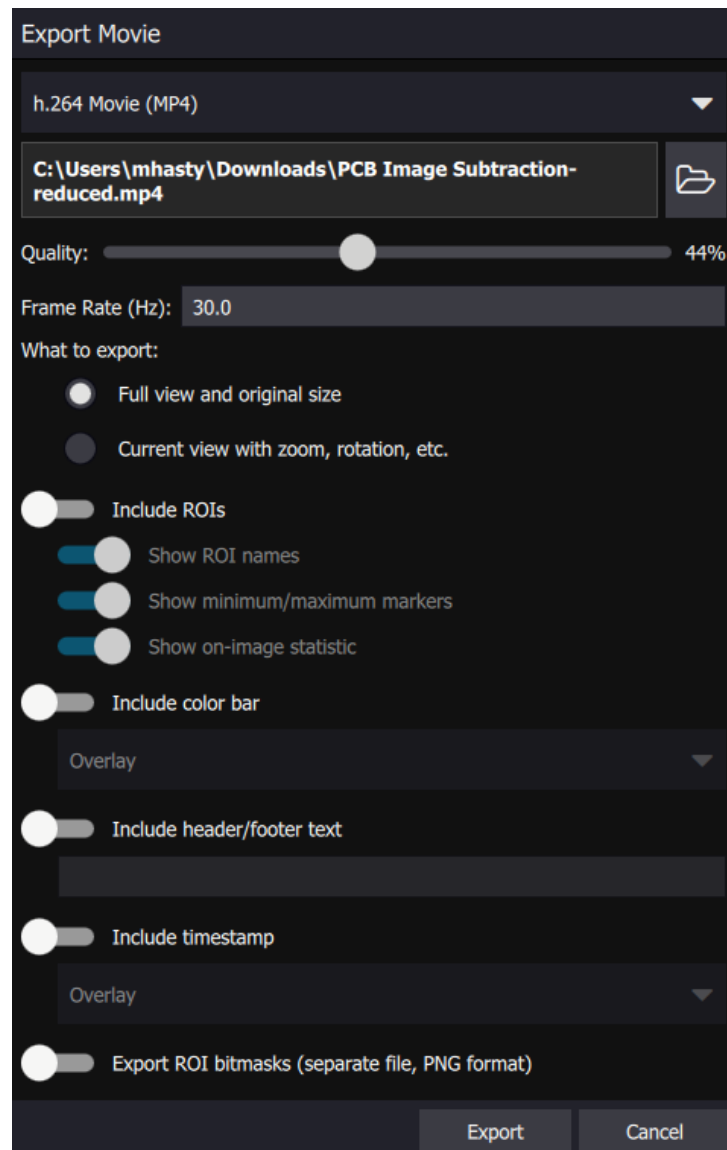 Export Movie
h.264 Movie (MP4)
C:\Users\mhasty\Downloads\PCB Image Subtraction-
reduced.mp4
Quality: 44%
Frame Rate (Hz): 30.0
What to export:
Full view and original size
Current view with zoom, rotation, etc.
Include ROIs
Show ROI names
Show minimum/maximum markers
Show on-image statistic
Include color bar
Overlay
Include header/footer text
Include timestamp
Overlay
Export ROI bitmasks (separate file, PNG format)
Export Cancel